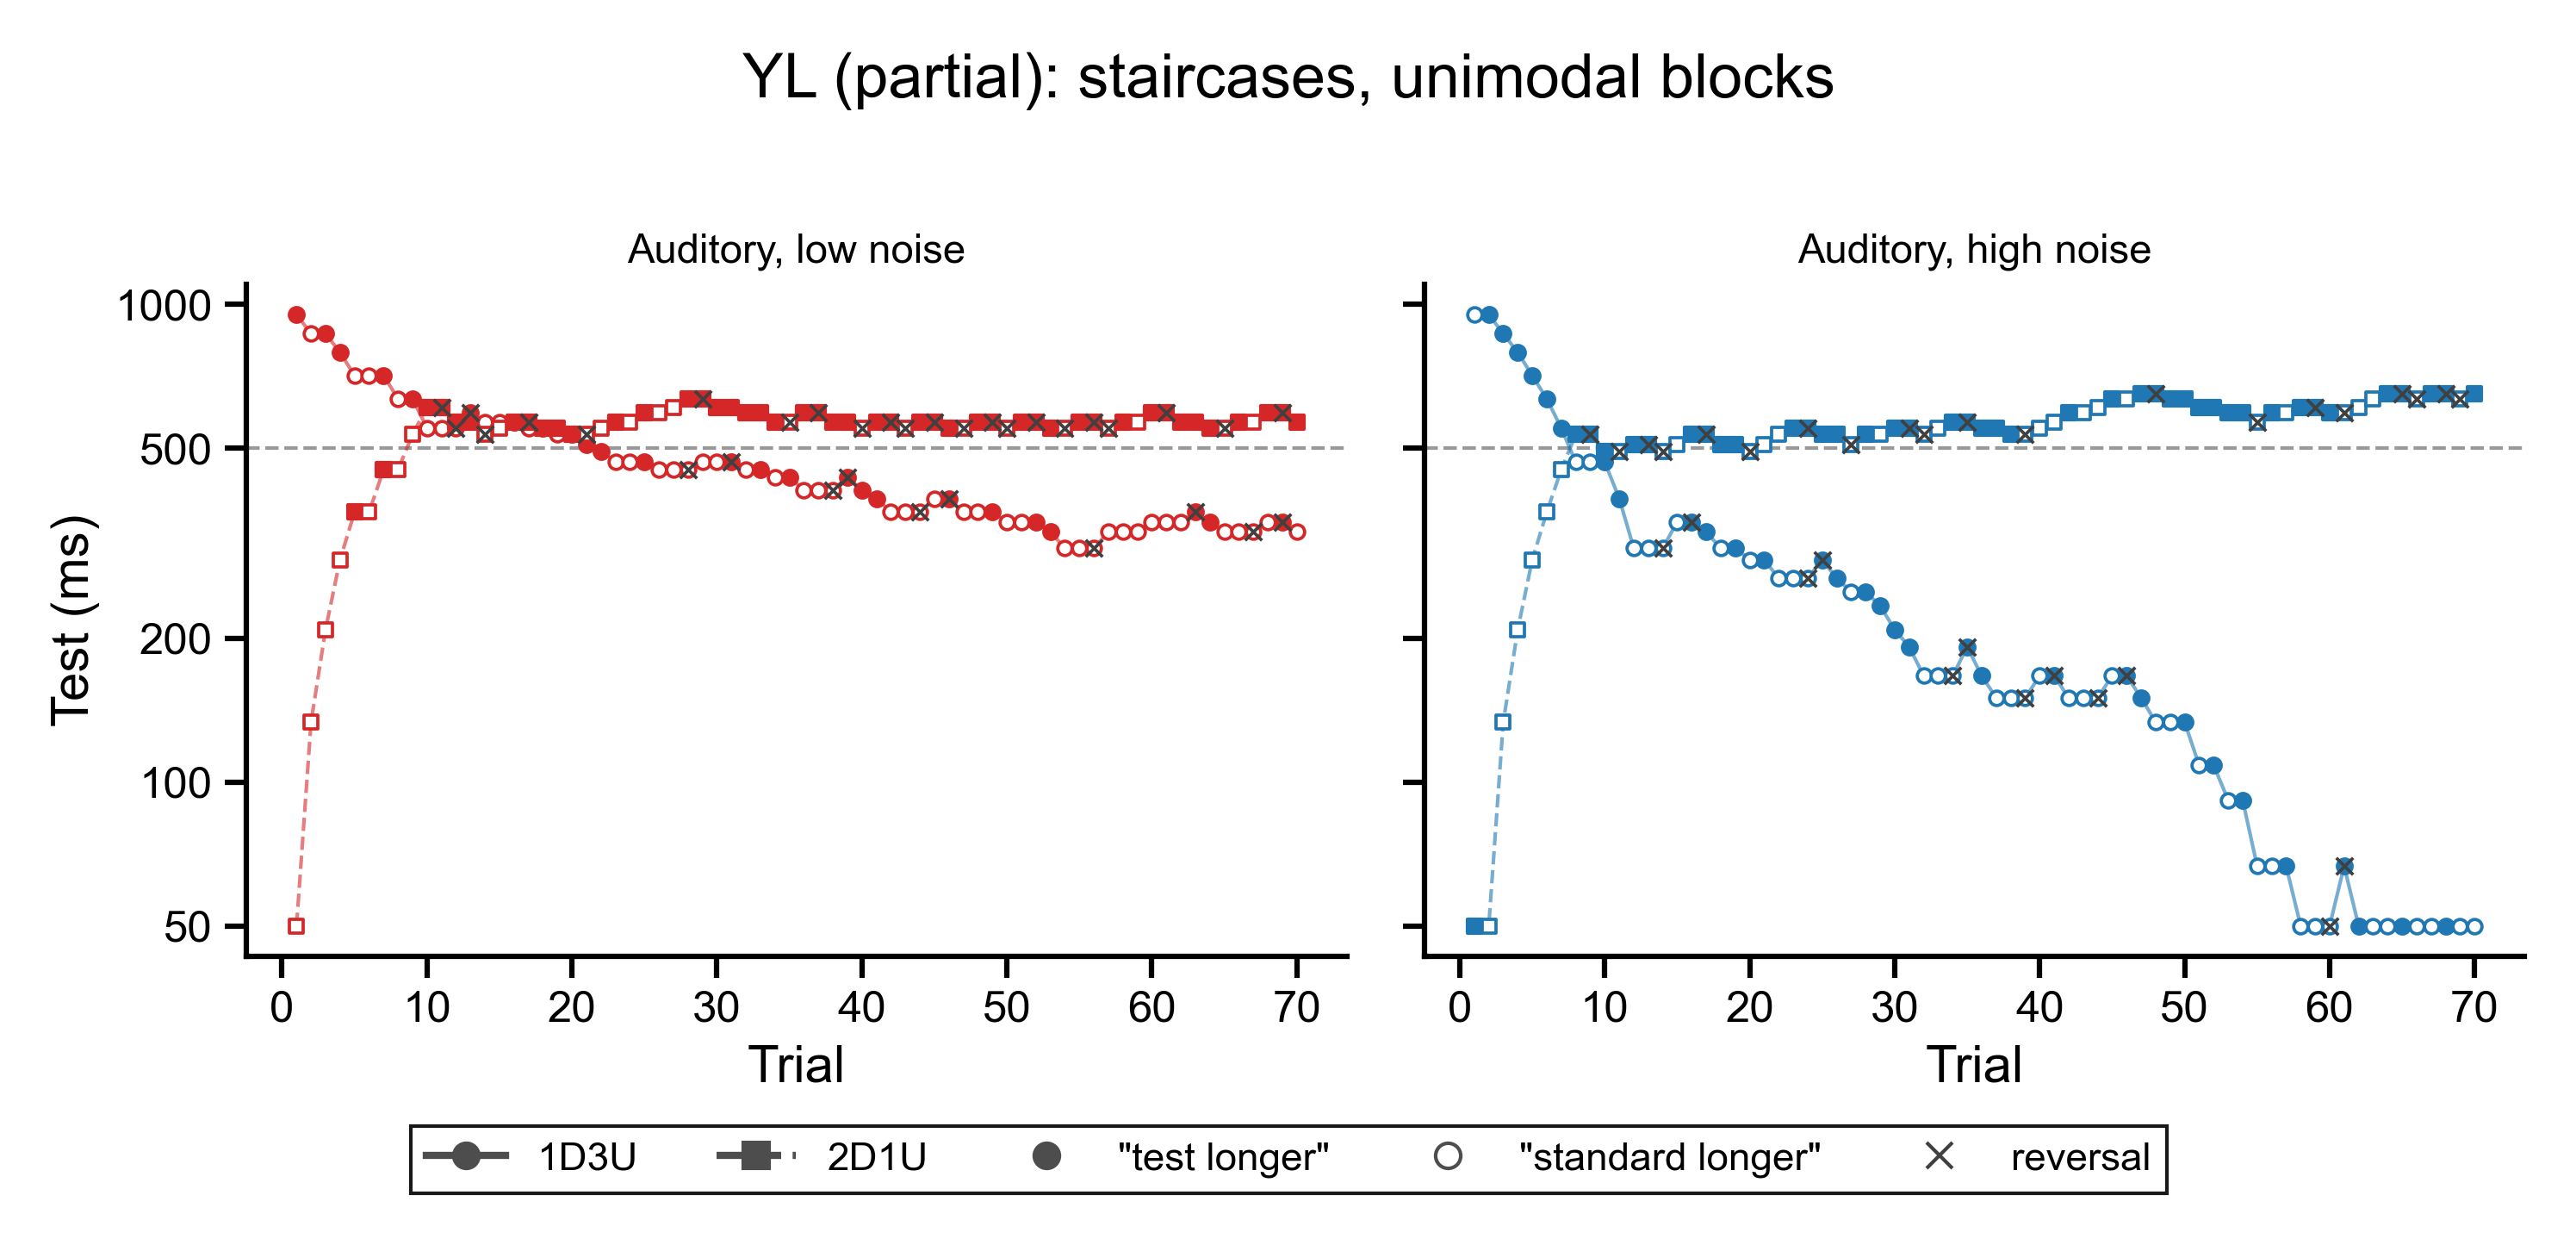 YL (partial): staircases, unimodal blocks
Auditory, low noise
Auditory, high noise
Test (ms)
1000
500
200
100
50
0 10 20 30 40 50 60 70
0 10 20 30 40 50 60 70
Trial
Trial
1D3U 2D1U "test longer" "standard longer" reversal